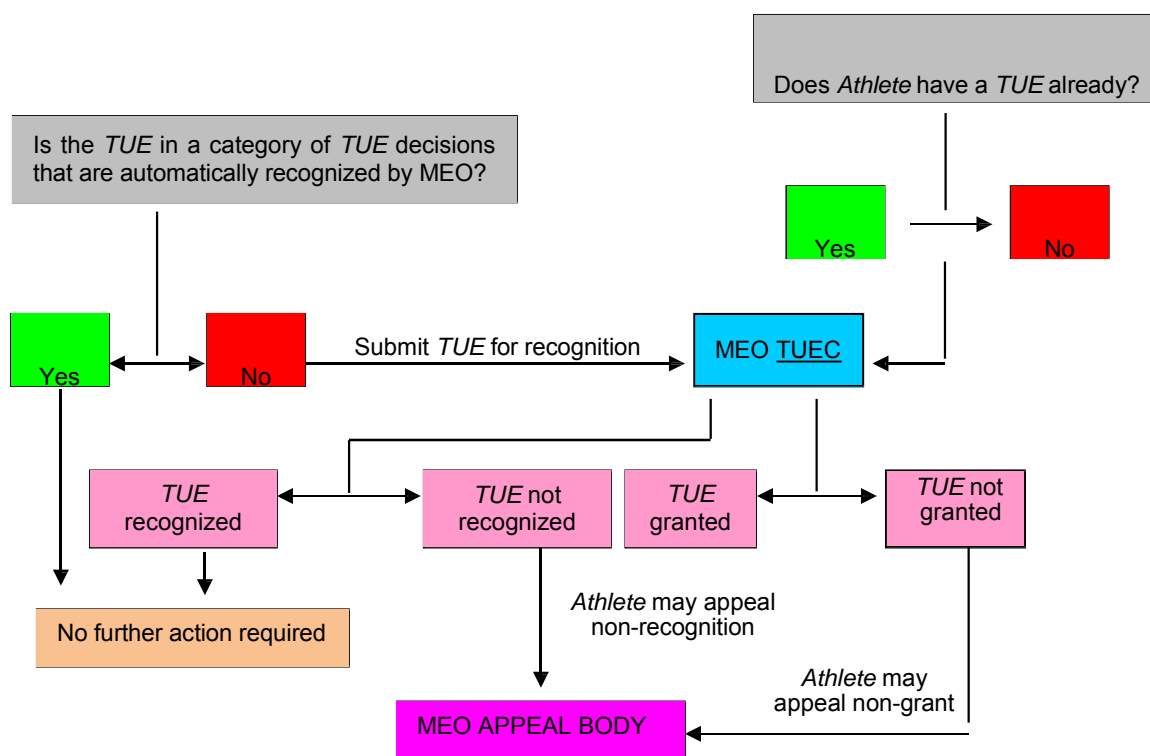 Does Athlete have a TUE already?
Is the TUE in a category of TUE decisions
that are automatically recognized by MEO?
Yes
No
Yes
No
Submit TUE for recognition
MEO TUEC
TUE
recognized
TUE not
recognized
TUE
granted
TUE not
granted
No further action required
Athlete may appeal
non-recognition
Athlete may
appeal non-grant
MEO APPEAL BODY